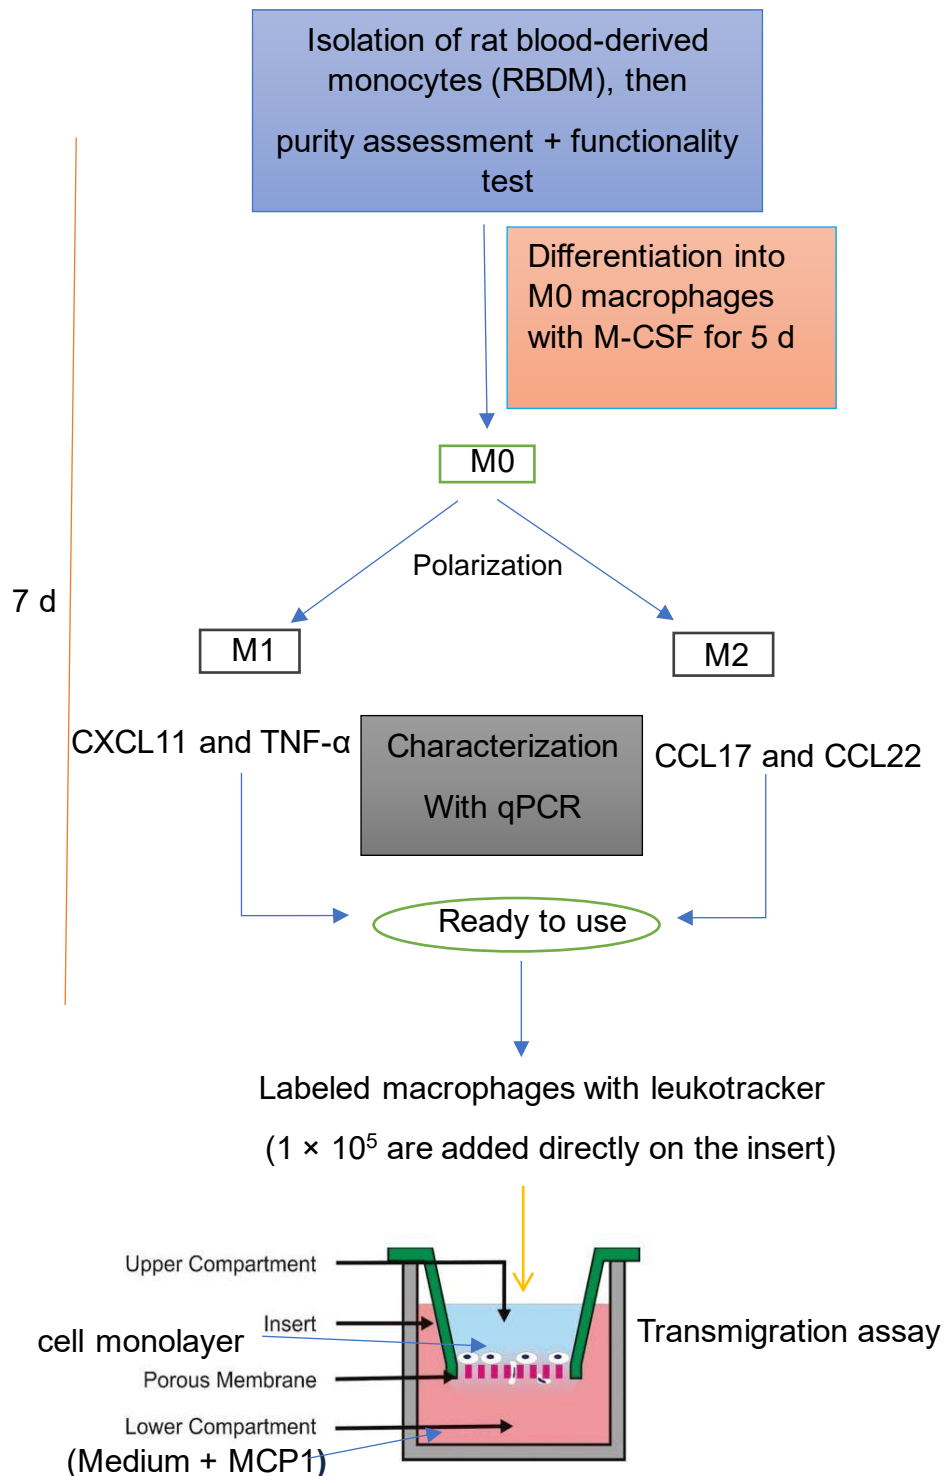 Isolation of rat blood-derived
monocytes (RBDM), then
purity assessment + functionality
test
Differentiation into
M0 macrophages
with M-CSF for 5 d
M0
Polarization
7 d
M1
M2
CXCL11 and TNF-α
Characterization
With qPCR
CCL17 and CCL22
Ready to use
Labeled macrophages with leukotracker
(1 × 10⁵ are added directly on the insert)
Upper Compartment
Insert
cell monolayer
Transmigration assay
Porous Membrane
Lower Compartment
(Medium + MCP1)